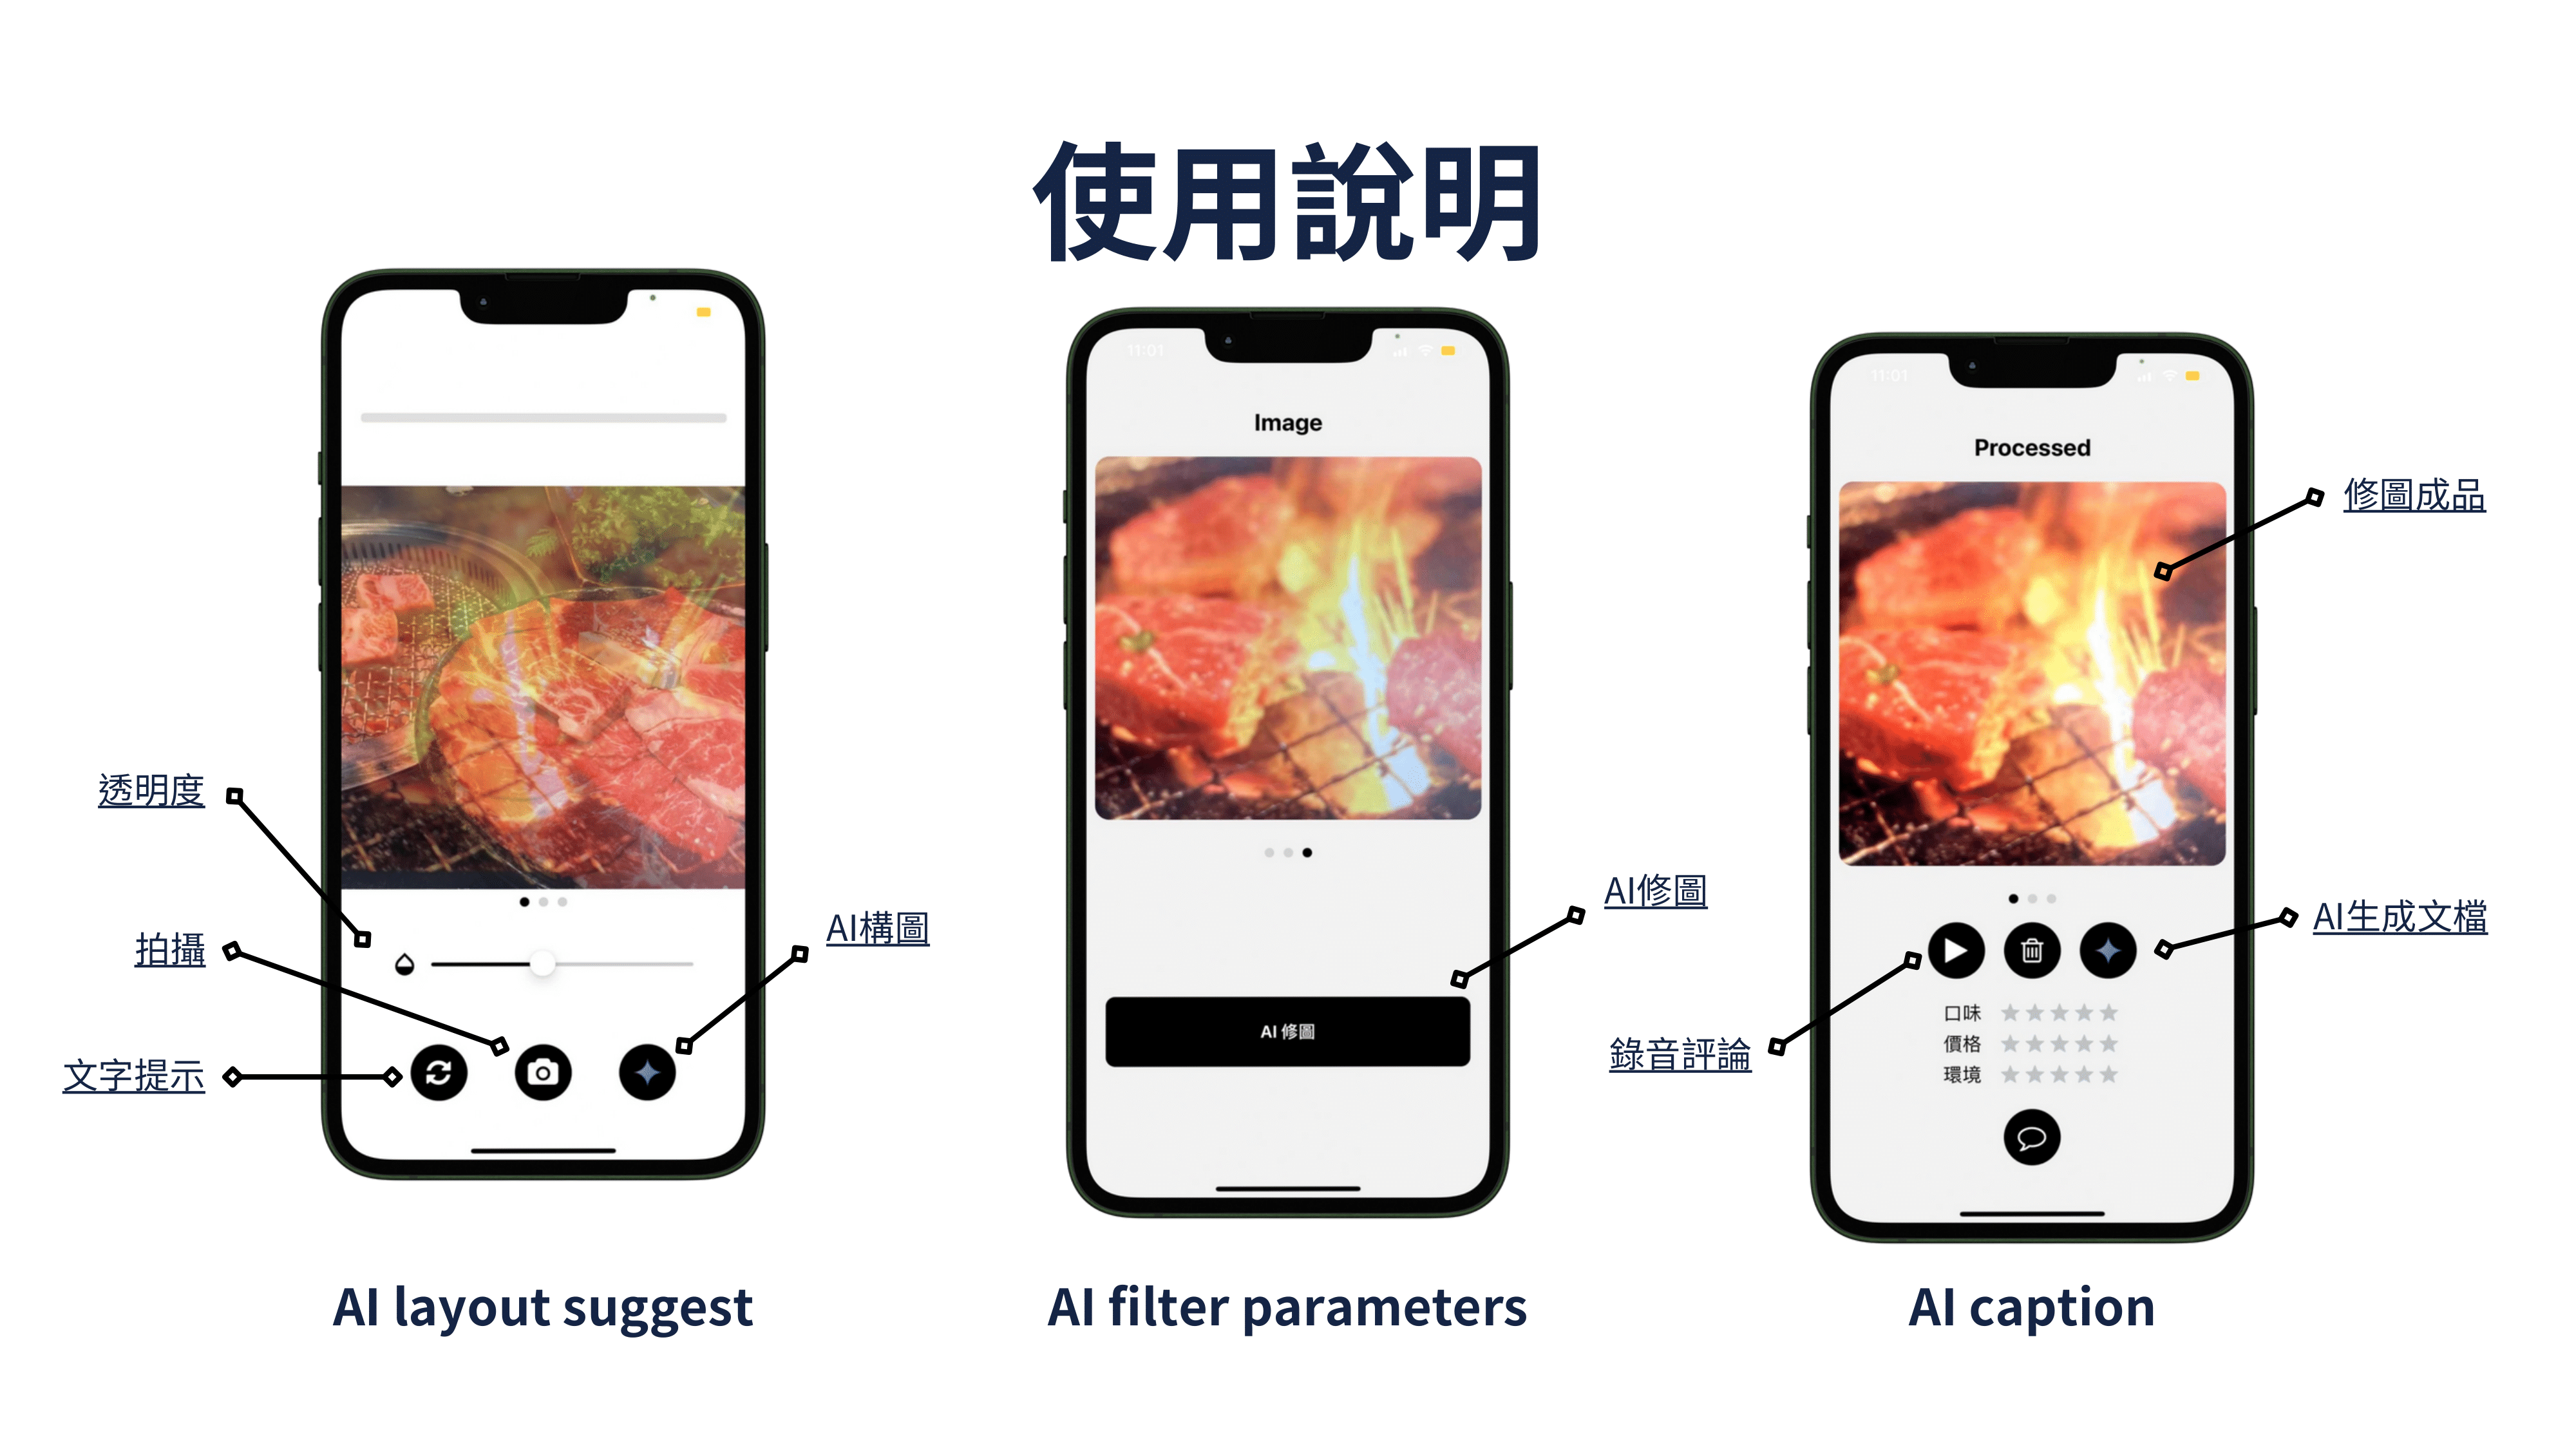 使用說明
透明度
拍攝
文字提示
AI構圖
AI layout suggest
11:01
Image
AI 修圖
AI修圖
AI filter parameters
11:01
Processed
修圖成品
AI生成文檔
錄音評論
口味
價格
環境
AI caption